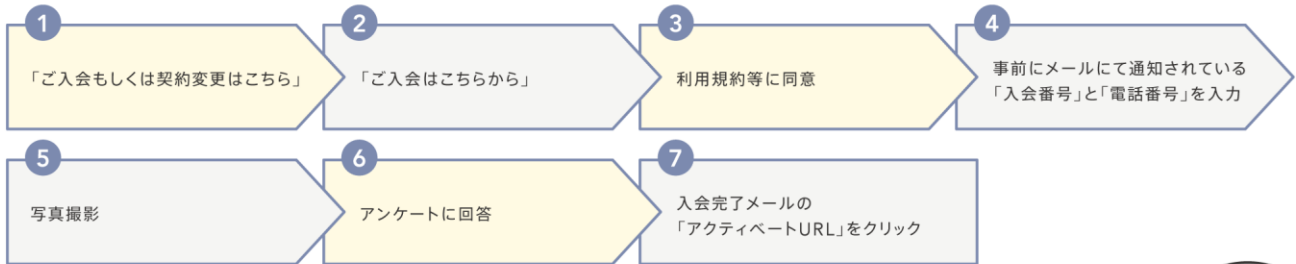 1
「ご入会もしくは契約変更はこちら」
2
「ご入会はこちらから」
3
利用規約等に同意
4
事前にメールにて通知されている
「入会番号」と「電話番号」を入力
5
写真撮影
6
アンケートに回答
7
入会完了メールの
「アクティベートURL」をクリック